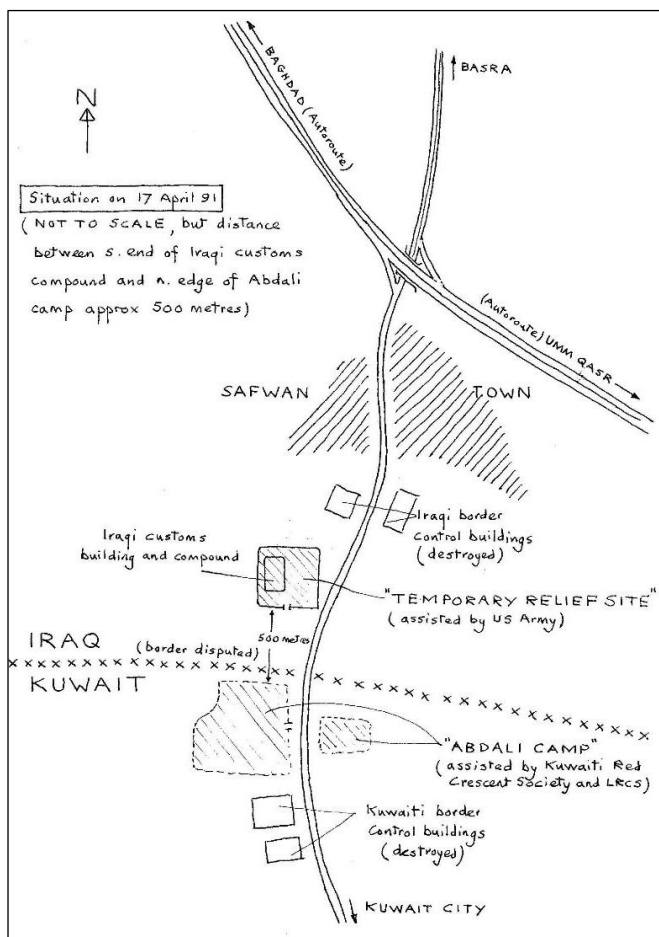 BAGHDAD (Autoroute)
BASRA
N
Situation on 17 April 91
(NOT TO SCALE, but distance
between s. end of Iraqi customs
compound and n. edge of Abdali
camp approx 500 metres)
(Autoroute) UMM QASR
SAFWAN TOWN
Iraqi border
control buildings
(destroyed)
Iraqi customs
building and compound
"TEMPORARY RELIEF SITE"
(assisted by US Army)
500 metres
IRAQ (border disputed)
KUWAIT
"ABDALI CAMP"
(assisted by Kuwaiti Red
Crescent Society and LRCS)
Kuwaiti border
control buildings
(destroyed)
KUWAIT CITY